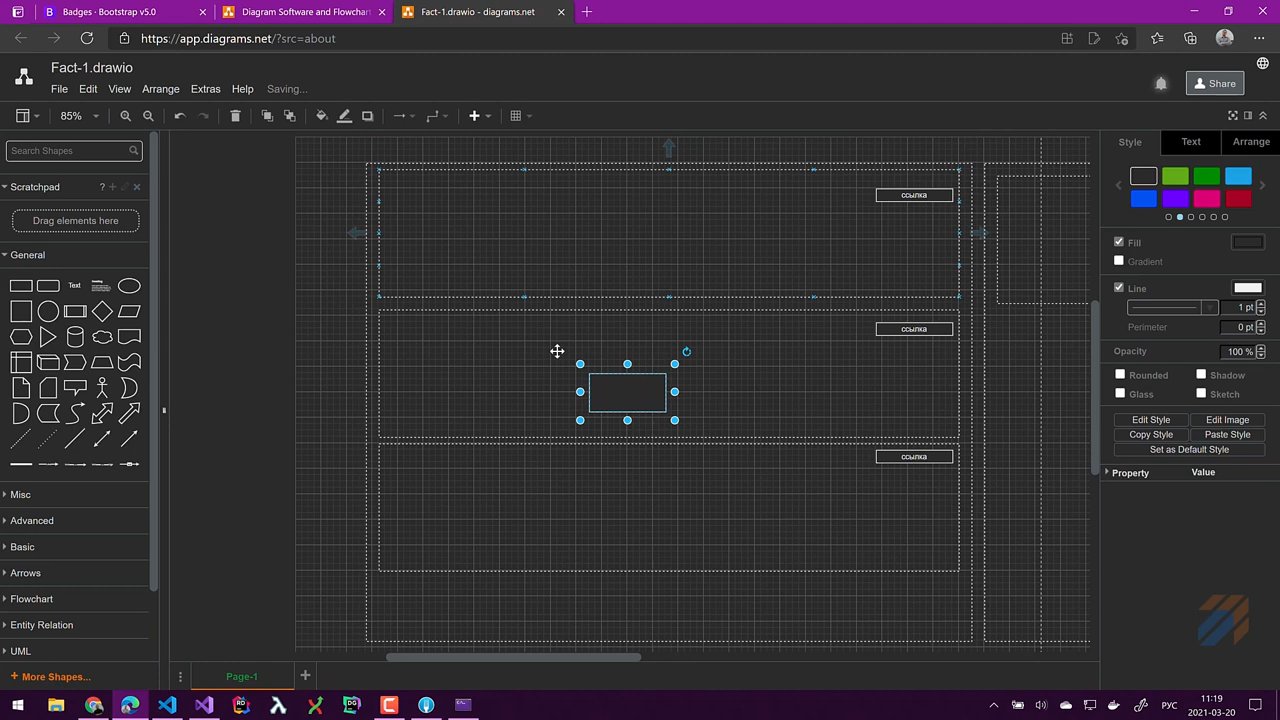 Badges · Bootstrap v5.0
Diagram Software and Flowchart
Fact-1.drawio - diagrams.net
https://app.diagrams.net/?src=about
Fact-1.drawio
File Edit View Arrange Extras Help Saving...
Share
85%
Search Shapes
Scratchpad
Drag elements here
General
Text
Misc
Advanced
Basic
Arrows
Flowchart
Entity Relation
UML
+ More Shapes...
ссылка
ссылка
ссылка
Page-1
Style Text Arrange
Fill
Gradient
Line
1 pt
Perimeter 0 pt
Opacity 100 %
Rounded Shadow
Glass Sketch
Edit Style Edit Image
Copy Style Paste Style
Set as Default Style
Property Value
РУС
11:19
2021-03-20